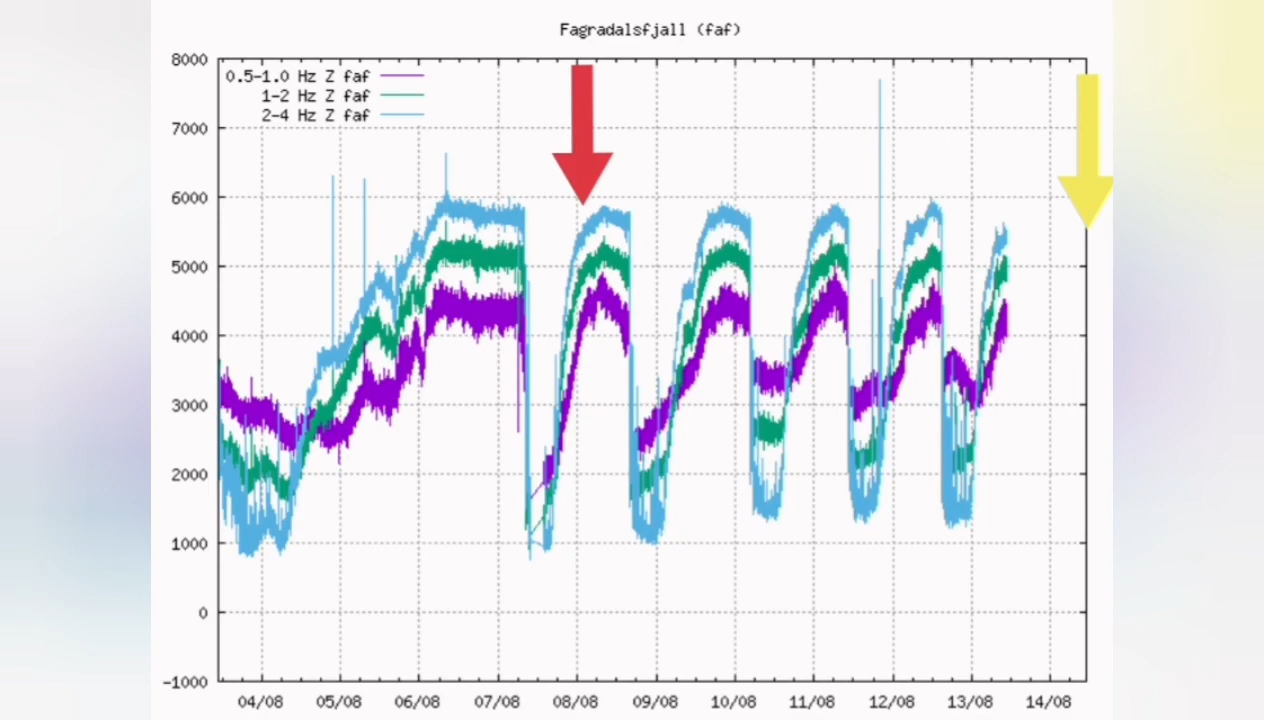 Fagradalsfjall (faf)
8000
0.5-1.0 Hz Z faf
1-2 Hz Z faf
2-4 Hz Z faf
7000
6000
5000
4000
3000
2000
1000
0
-1000
04/08 05/08 06/08 07/08 08/08 09/08 10/08 11/08 12/08 13/08 14/08